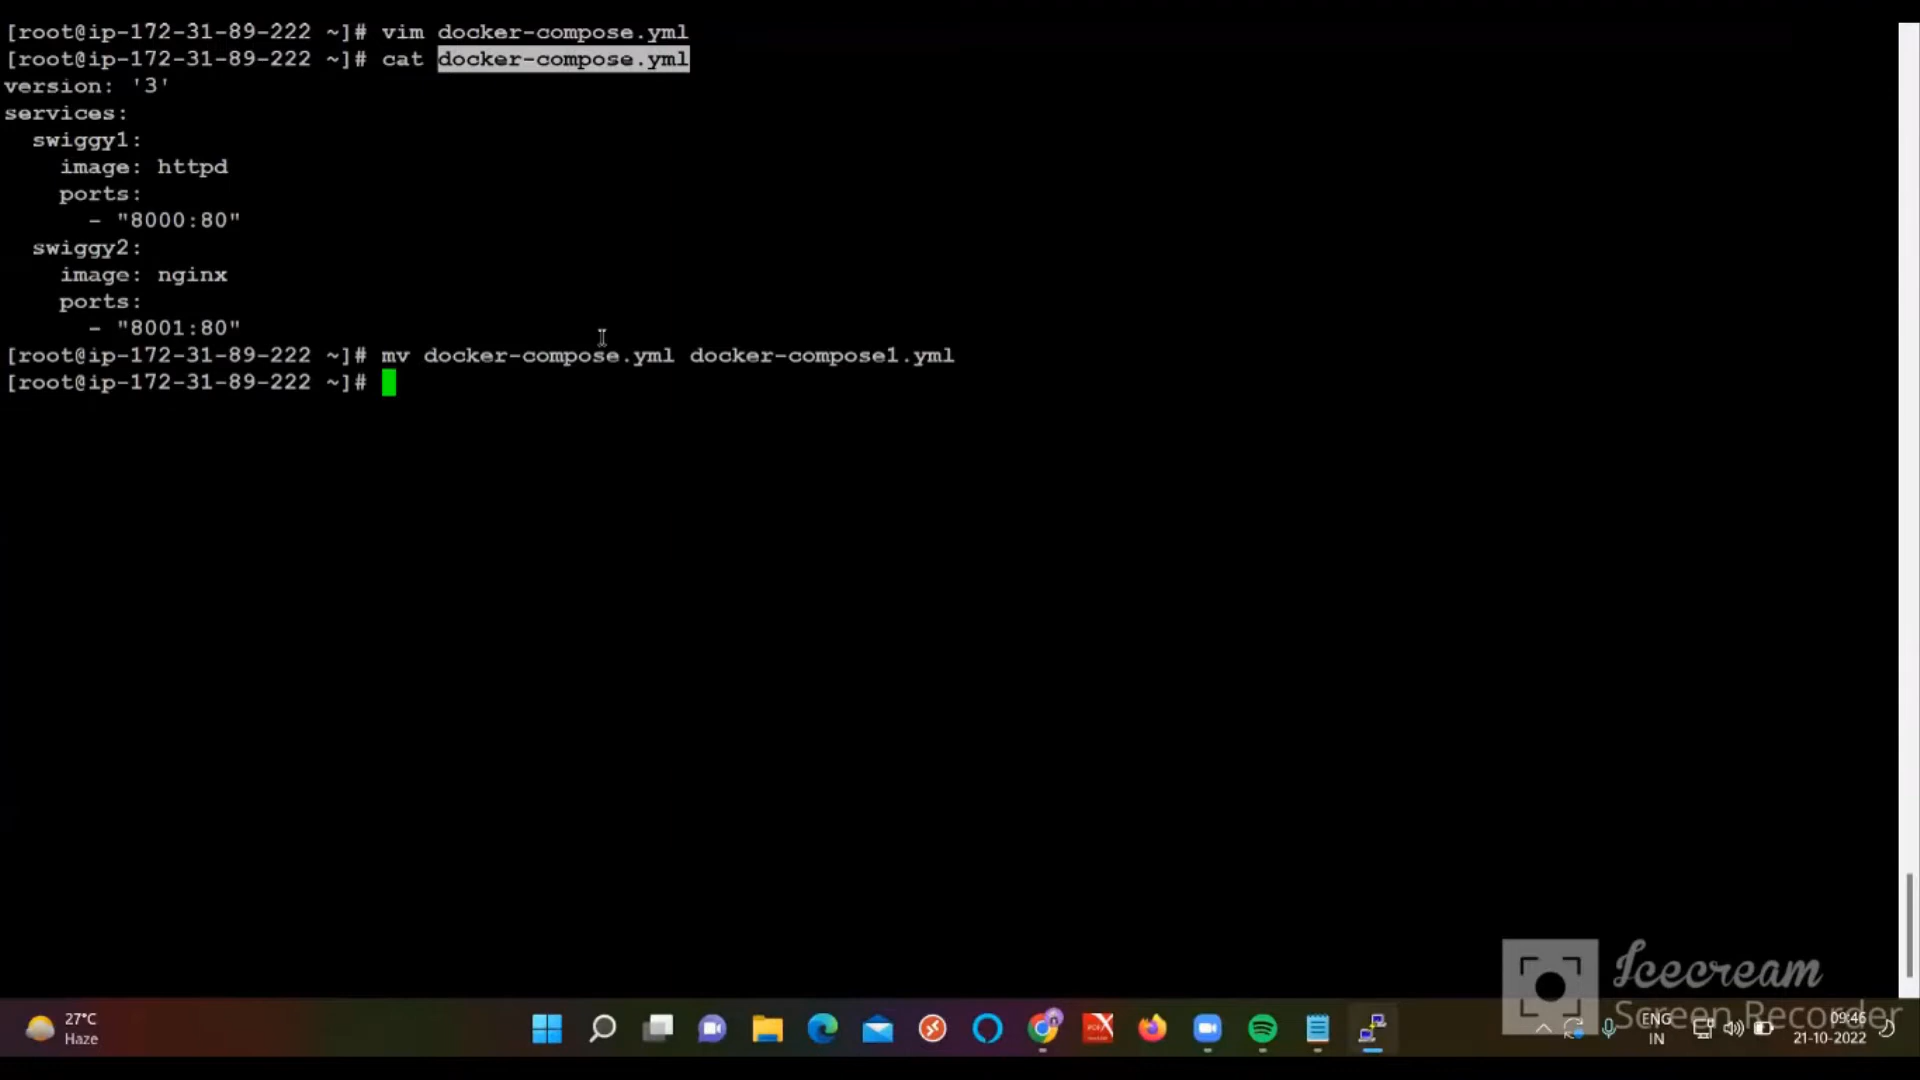 [root@ip-172-31-89-222 ~]# vim docker-compose.yml
[root@ip-172-31-89-222 ~]# cat docker-compose.yml
version: '3'
services:
  swiggy1:
    image: httpd
    ports:
      - "8000:80"
  swiggy2:
    image: nginx
    ports:
      - "8001:80"
[root@ip-172-31-89-222 ~]# mv docker-compose.yml docker-compose1.yml
[root@ip-172-31-89-222 ~]#
Icecream
Screen Recorder
27°C
Haze
ENG
IN
09:46
21-10-2022